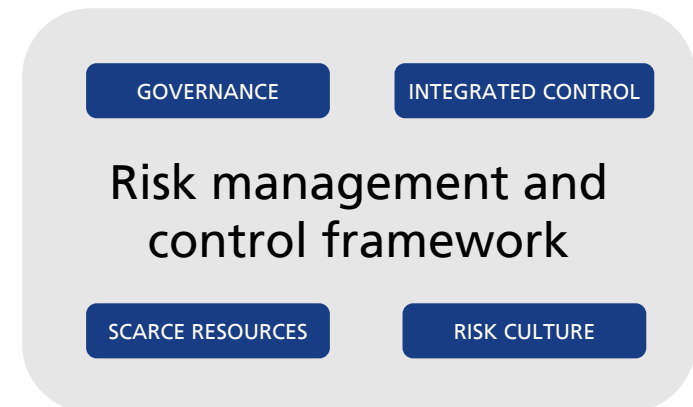 GOVERNANCE
INTEGRATED CONTROL
Risk management and
control framework
SCARCE RESOURCES
RISK CULTURE